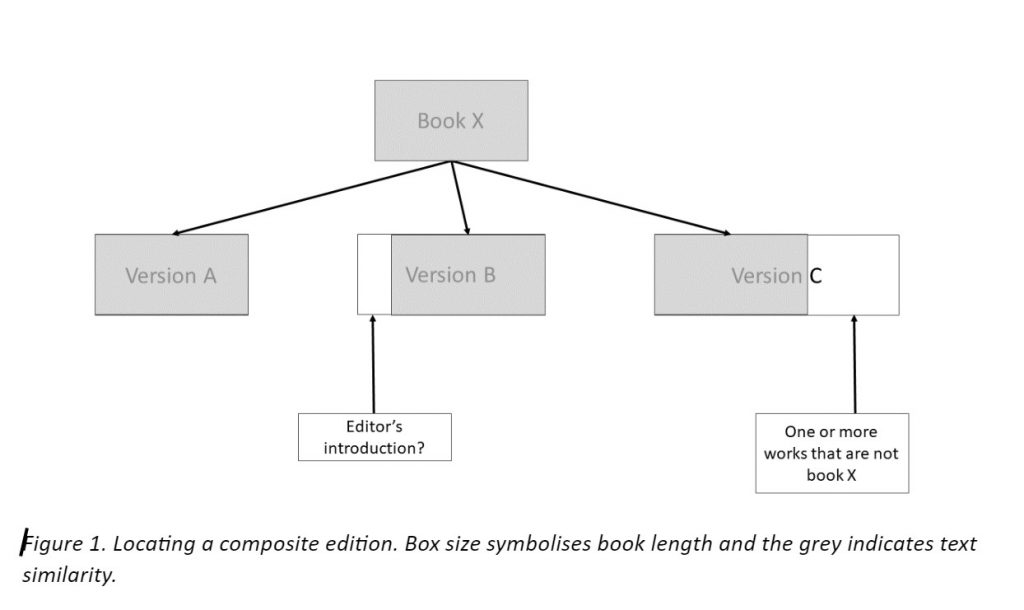 Book X
Version A
Version B
Version C
Editor’s
introduction?
One or more
works that are not
book X
Figure 1. Locating a composite edition. Box size symbolises book length and the grey indicates text
similarity.